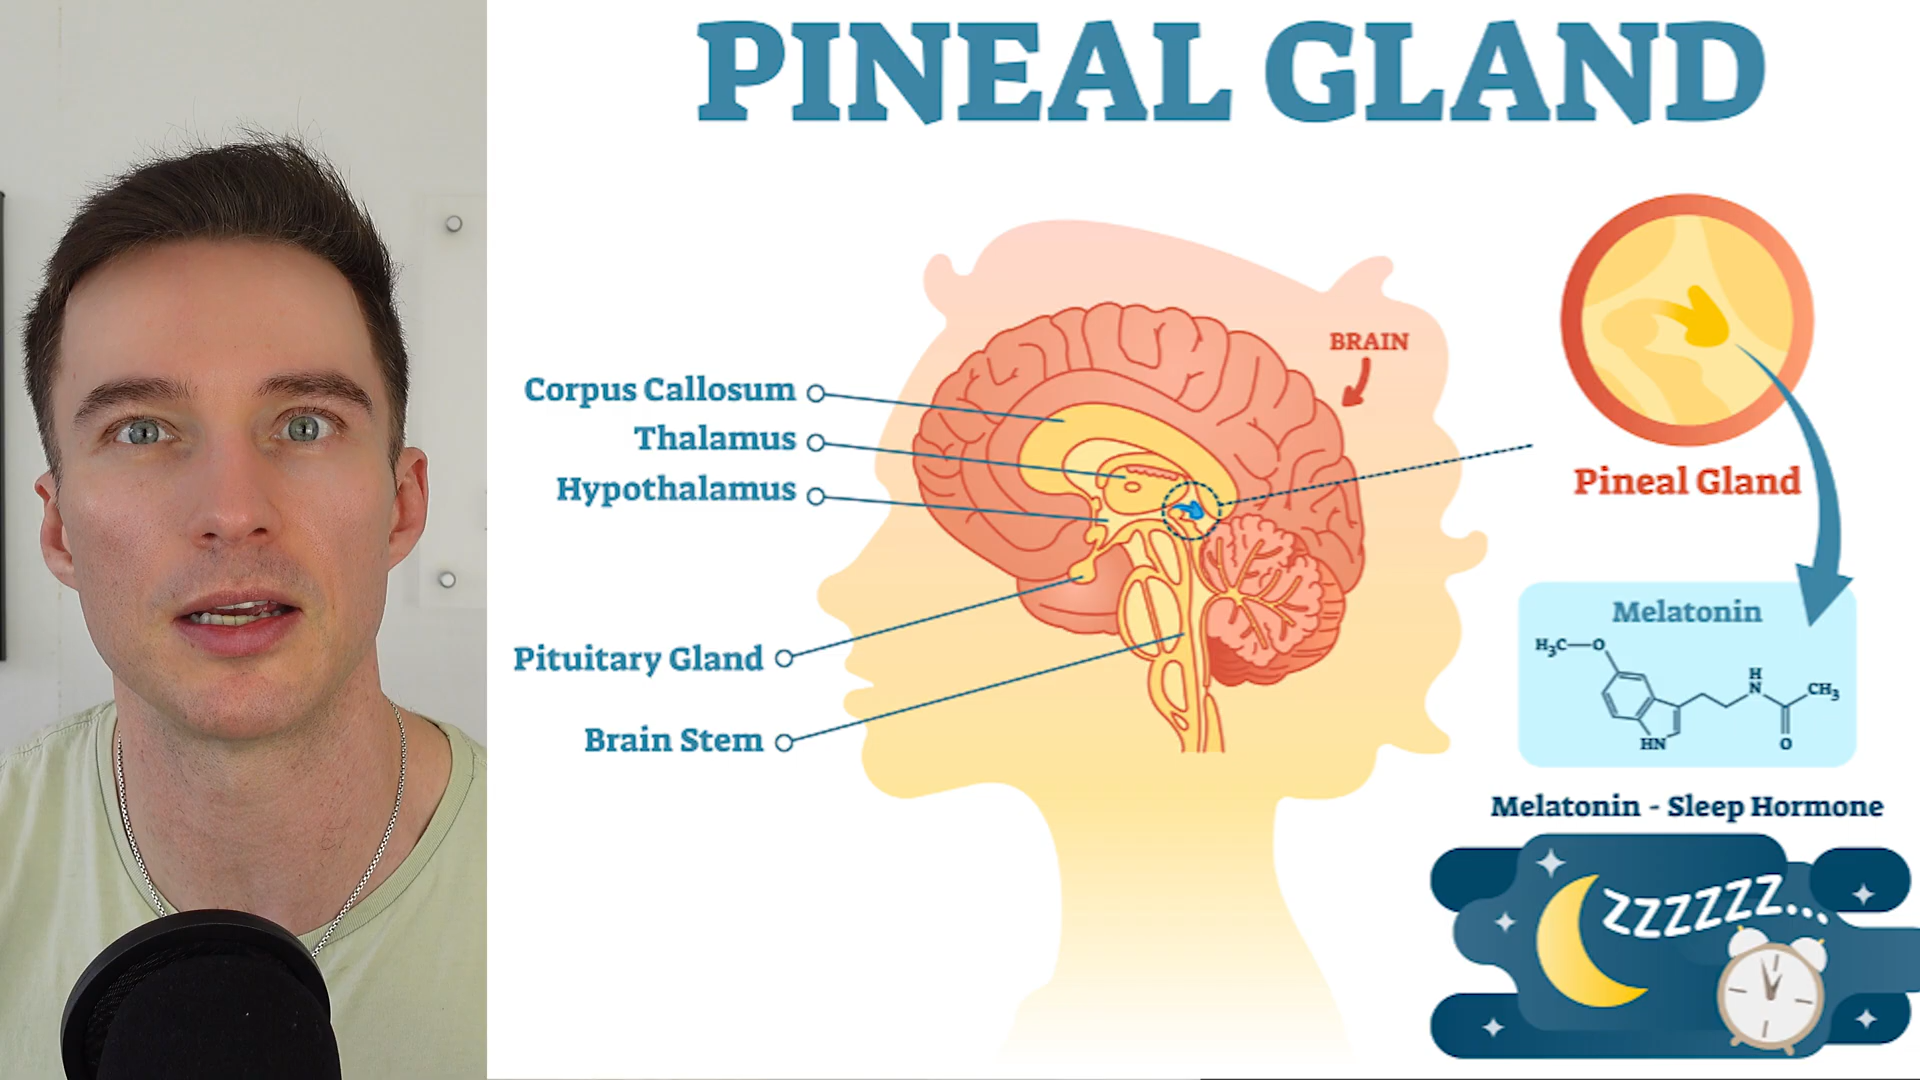 PINEAL GLAND
BRAIN
Corpus Callosum
Thalamus
Hypothalamus
Pituitary Gland
Brain Stem
Pineal Gland
Melatonin
H₃C
O
H
N
CH₃
HN
O
Melatonin - Sleep Hormone
ZZZZZZ...